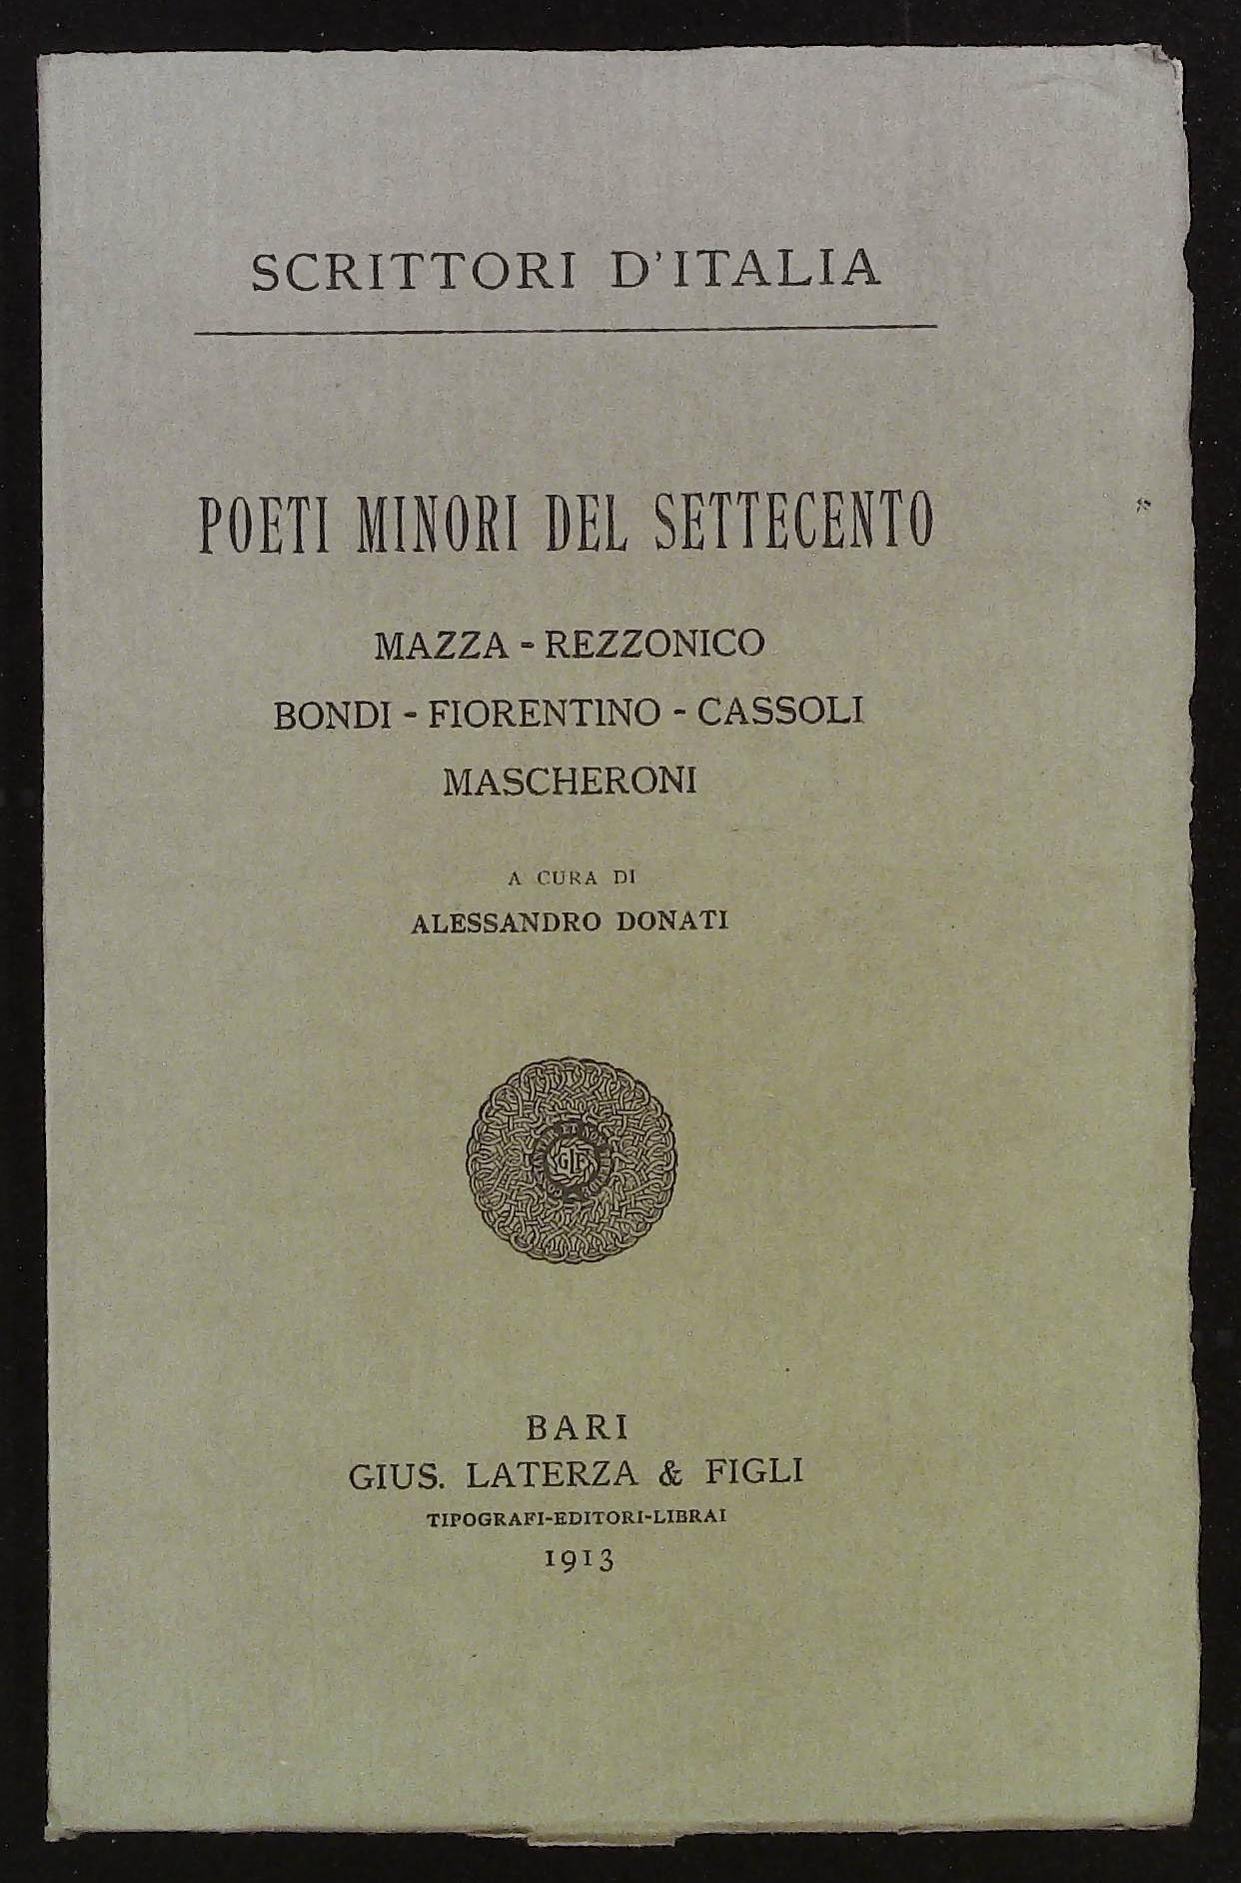 SCRITTORI D'ITALIA
POETI MINORI DEL SETTECENTO
MAZZA - REZZONICO
BONDI - FIORENTINO - CASSOLI
MASCHERONI
A CURA DI
ALESSANDRO DONATI
GLF
BARI
GIUS. LATERZA & FIGLI
TIPOGRAFI-EDITORI-LIBRAI
1913